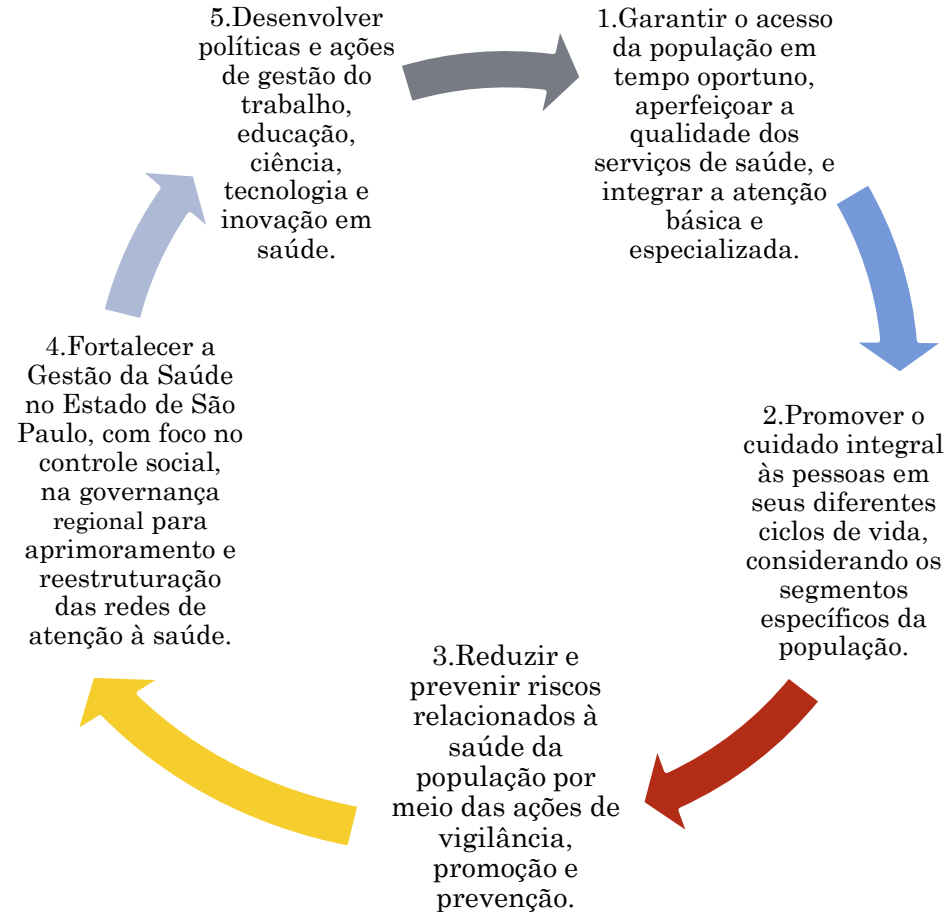 1.Garantir o acesso
da população em
tempo oportuno,
aperfeiçoar a
qualidade dos
serviços de saúde, e
integrar a atenção
básica e
especializada.
2.Promover o
cuidado integral
às pessoas em
seus diferentes
ciclos de vida,
considerando os
segmentos
específicos da
população.
3.Reduzir e
prevenir riscos
relacionados à
saúde da
população por
meio das ações de
vigilância,
promoção e
prevenção.
4.Fortalecer a
Gestão da Saúde
no Estado de São
Paulo, com foco no
controle social,
na governança
regional para
aprimoramento e
reestruturação
das redes de
atenção à saúde.
5.Desenvolver
políticas e ações
de gestão do
trabalho,
educação,
ciência,
tecnologia e
inovação em
saúde.